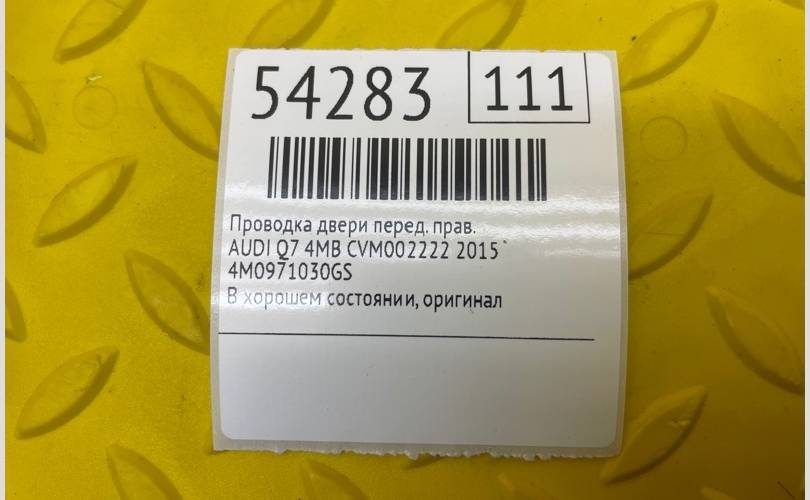 54283
111
Проводка двери перед. прав.
AUDI Q7 4MB CVM002222 2015
4M0971030GS
В хорошем состоянии, оригинал